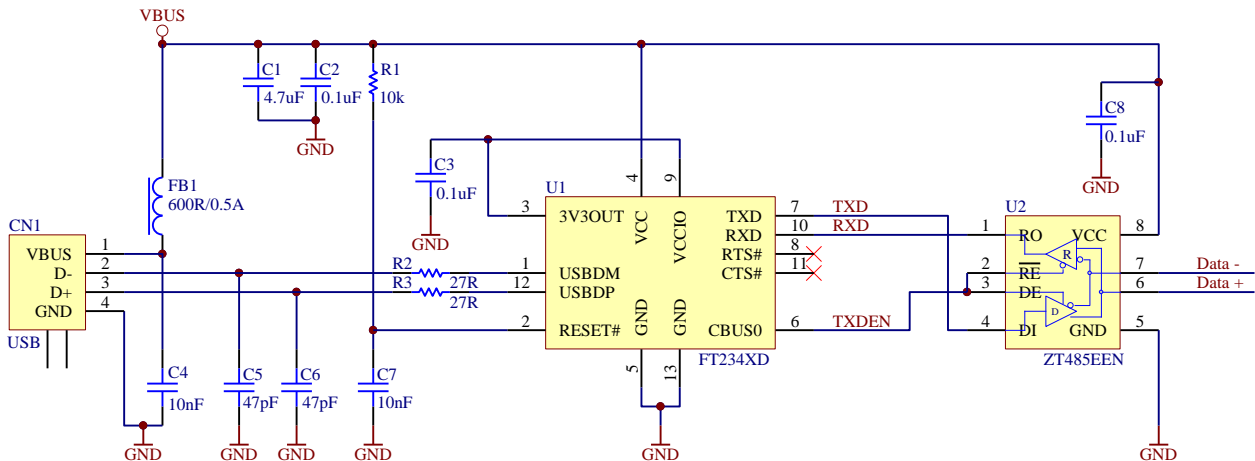 VBUS
C1
4.7uF
C2
0.1uF
R1
10k
GND
C8
0.1uF
GND
C3
0.1uF
GND
FB1
600R/0.5A
CN1
VBUS 1
D- 2
D+ 3
GND 4
USB
R2
27R
R3
27R
U1
4 9
3 3V3OUT VCC VCCIO TXD 7 TXD
RXD 10 RXD
RTS# 8
CTS# 11
1 USBDM
12 USBDP
2 RESET# GND GND CBUS0 6 TXDEN
5 13
FT234XD
GND
U2
1 RO VCC 8
R
2 RE 7 Data -
3 DE 6 Data +
D
4 DI GND 5
ZT485EEN
GND
C4
10nF
GND
C5
47pF
GND
C6
47pF
GND
C7
10nF
GND